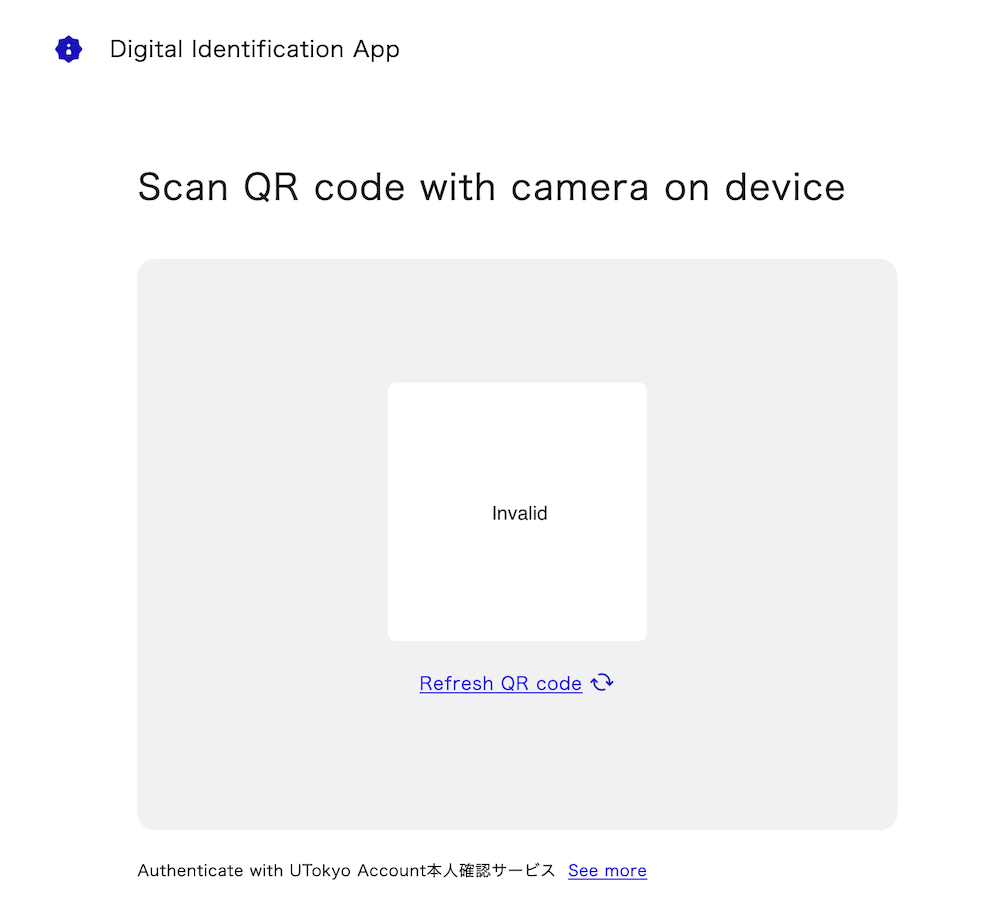 Digital Identification App
Scan QR code with camera on device
Invalid
Refresh QR code
Authenticate with UTokyo Account本人確認サービス See more